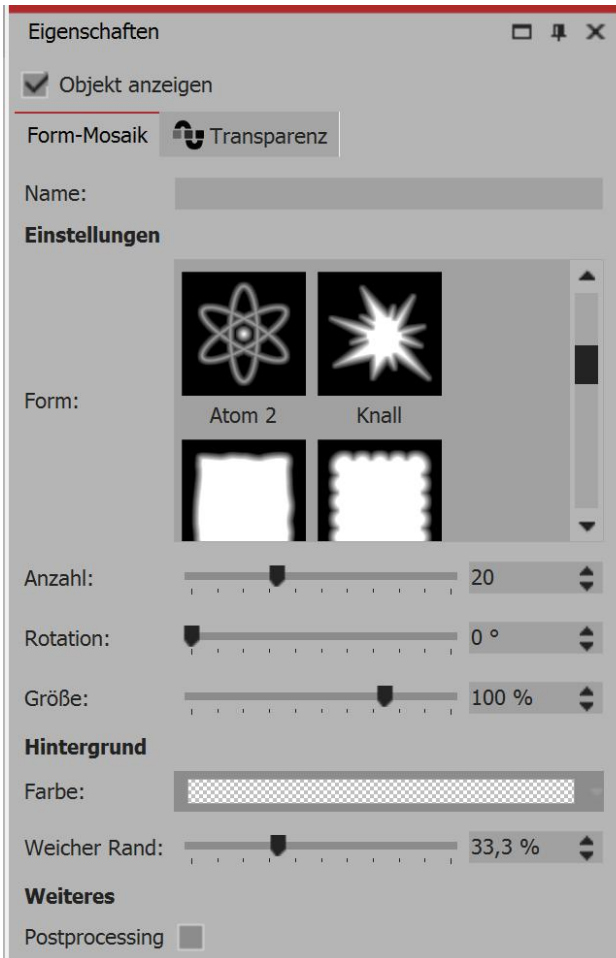 Eigenschaften
Objekt anzeigen
Form-Mosaik Transparenz
Name:
Einstellungen
Form:
Atom 2 Knall
Anzahl: 20
Rotation: 0 °
Größe: 100 %
Hintergrund
Farbe:
Weicher Rand: 33,3 %
Weiteres
Postprocessing